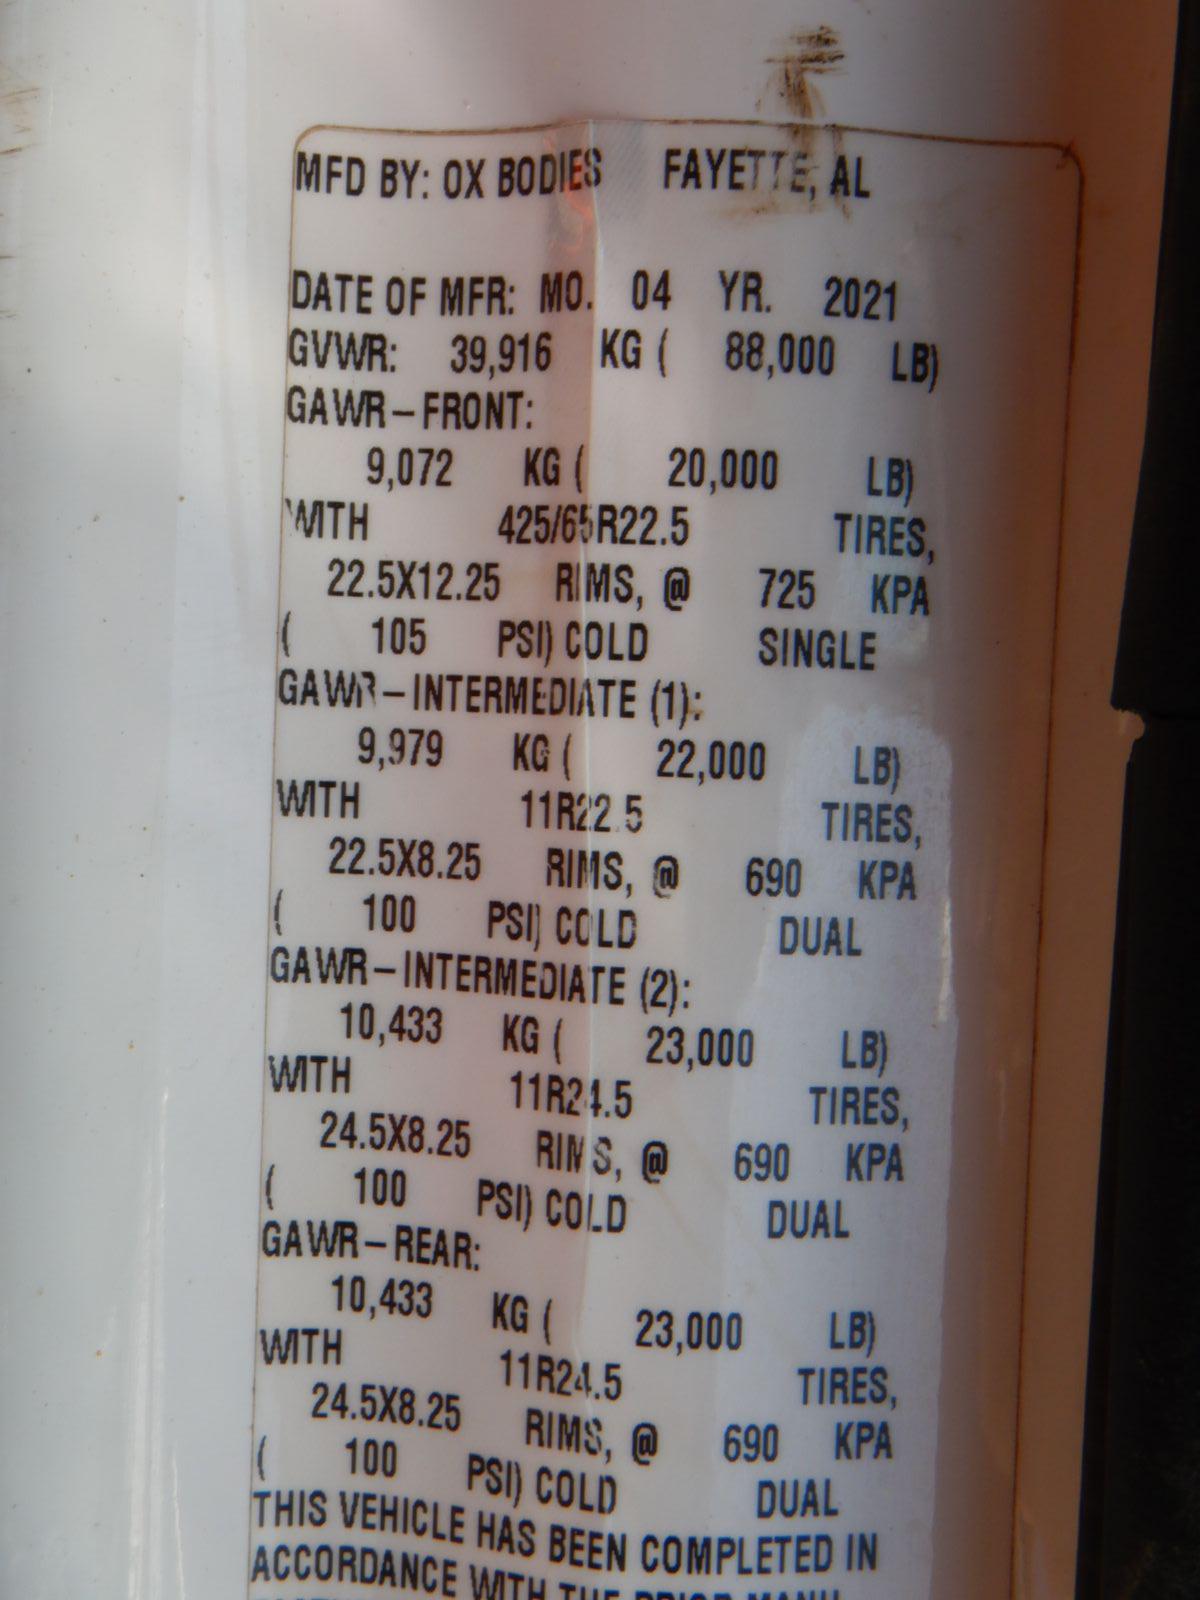 MFD BY: OX BODIES FAYETTE, AL
DATE OF MFR: MO. 04 YR. 2021
GVWR: 39,916 KG ( 88,000 LB)
GAWR-FRONT:
9,072 KG ( 20,000 LB)
WITH 425/65R22.5 TIRES,
22.5X12.25 RIMS, @ 725 KPA
( 105 PSI) COLD SINGLE
GAWR-INTERMEDIATE (1):
9,979 KG ( 22,000 LB)
WITH 11R22.5 TIRES,
22.5X8.25 RIMS, @ 690 KPA
( 100 PSI) COLD DUAL
GAWR-INTERMEDIATE (2):
10,433 KG ( 23,000 LB)
WITH 11R24.5 TIRES,
24.5X8.25 RIMS, @ 690 KPA
( 100 PSI) COLD DUAL
GAWR-REAR:
10,433 KG ( 23,000 LB)
WITH 11R24.5 TIRES,
24.5X8.25 RIMS, @ 690 KPA
( 100 PSI) COLD DUAL
THIS VEHICLE HAS BEEN COMPLETED IN
ACCORDANCE WITH THE PRIOR MANU-